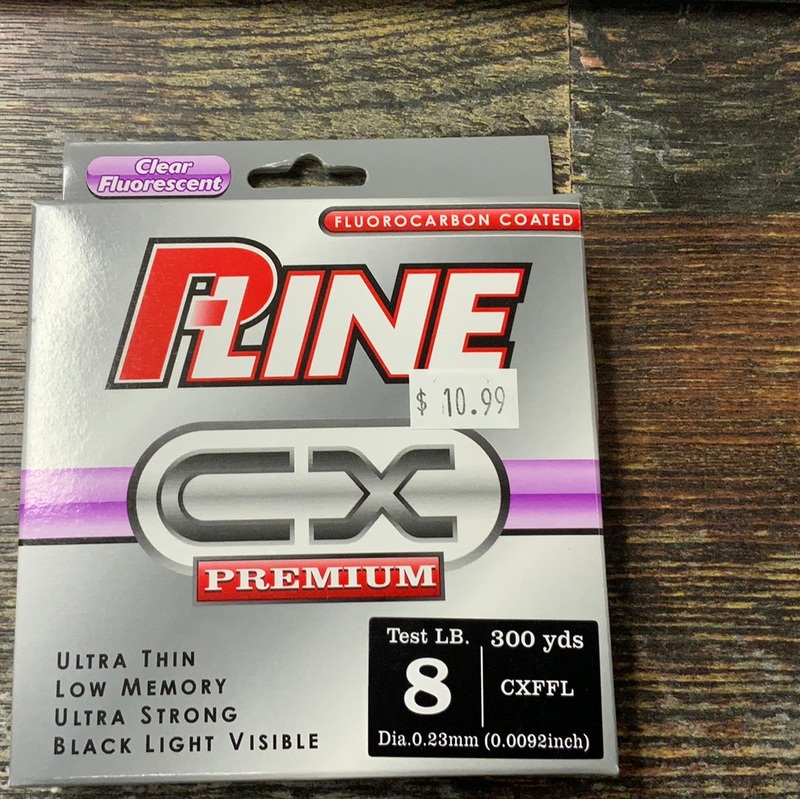 Clear
Fluorescent
FLUOROCARBON COATED
P-LINE
$ 10.99
CX
PREMIUM
ULTRA THIN
LOW MEMORY
ULTRA STRONG
BLACK LIGHT VISIBLE
Test LB. 300 yds
8 CXFFL
Dia.0.23mm (0.0092inch)